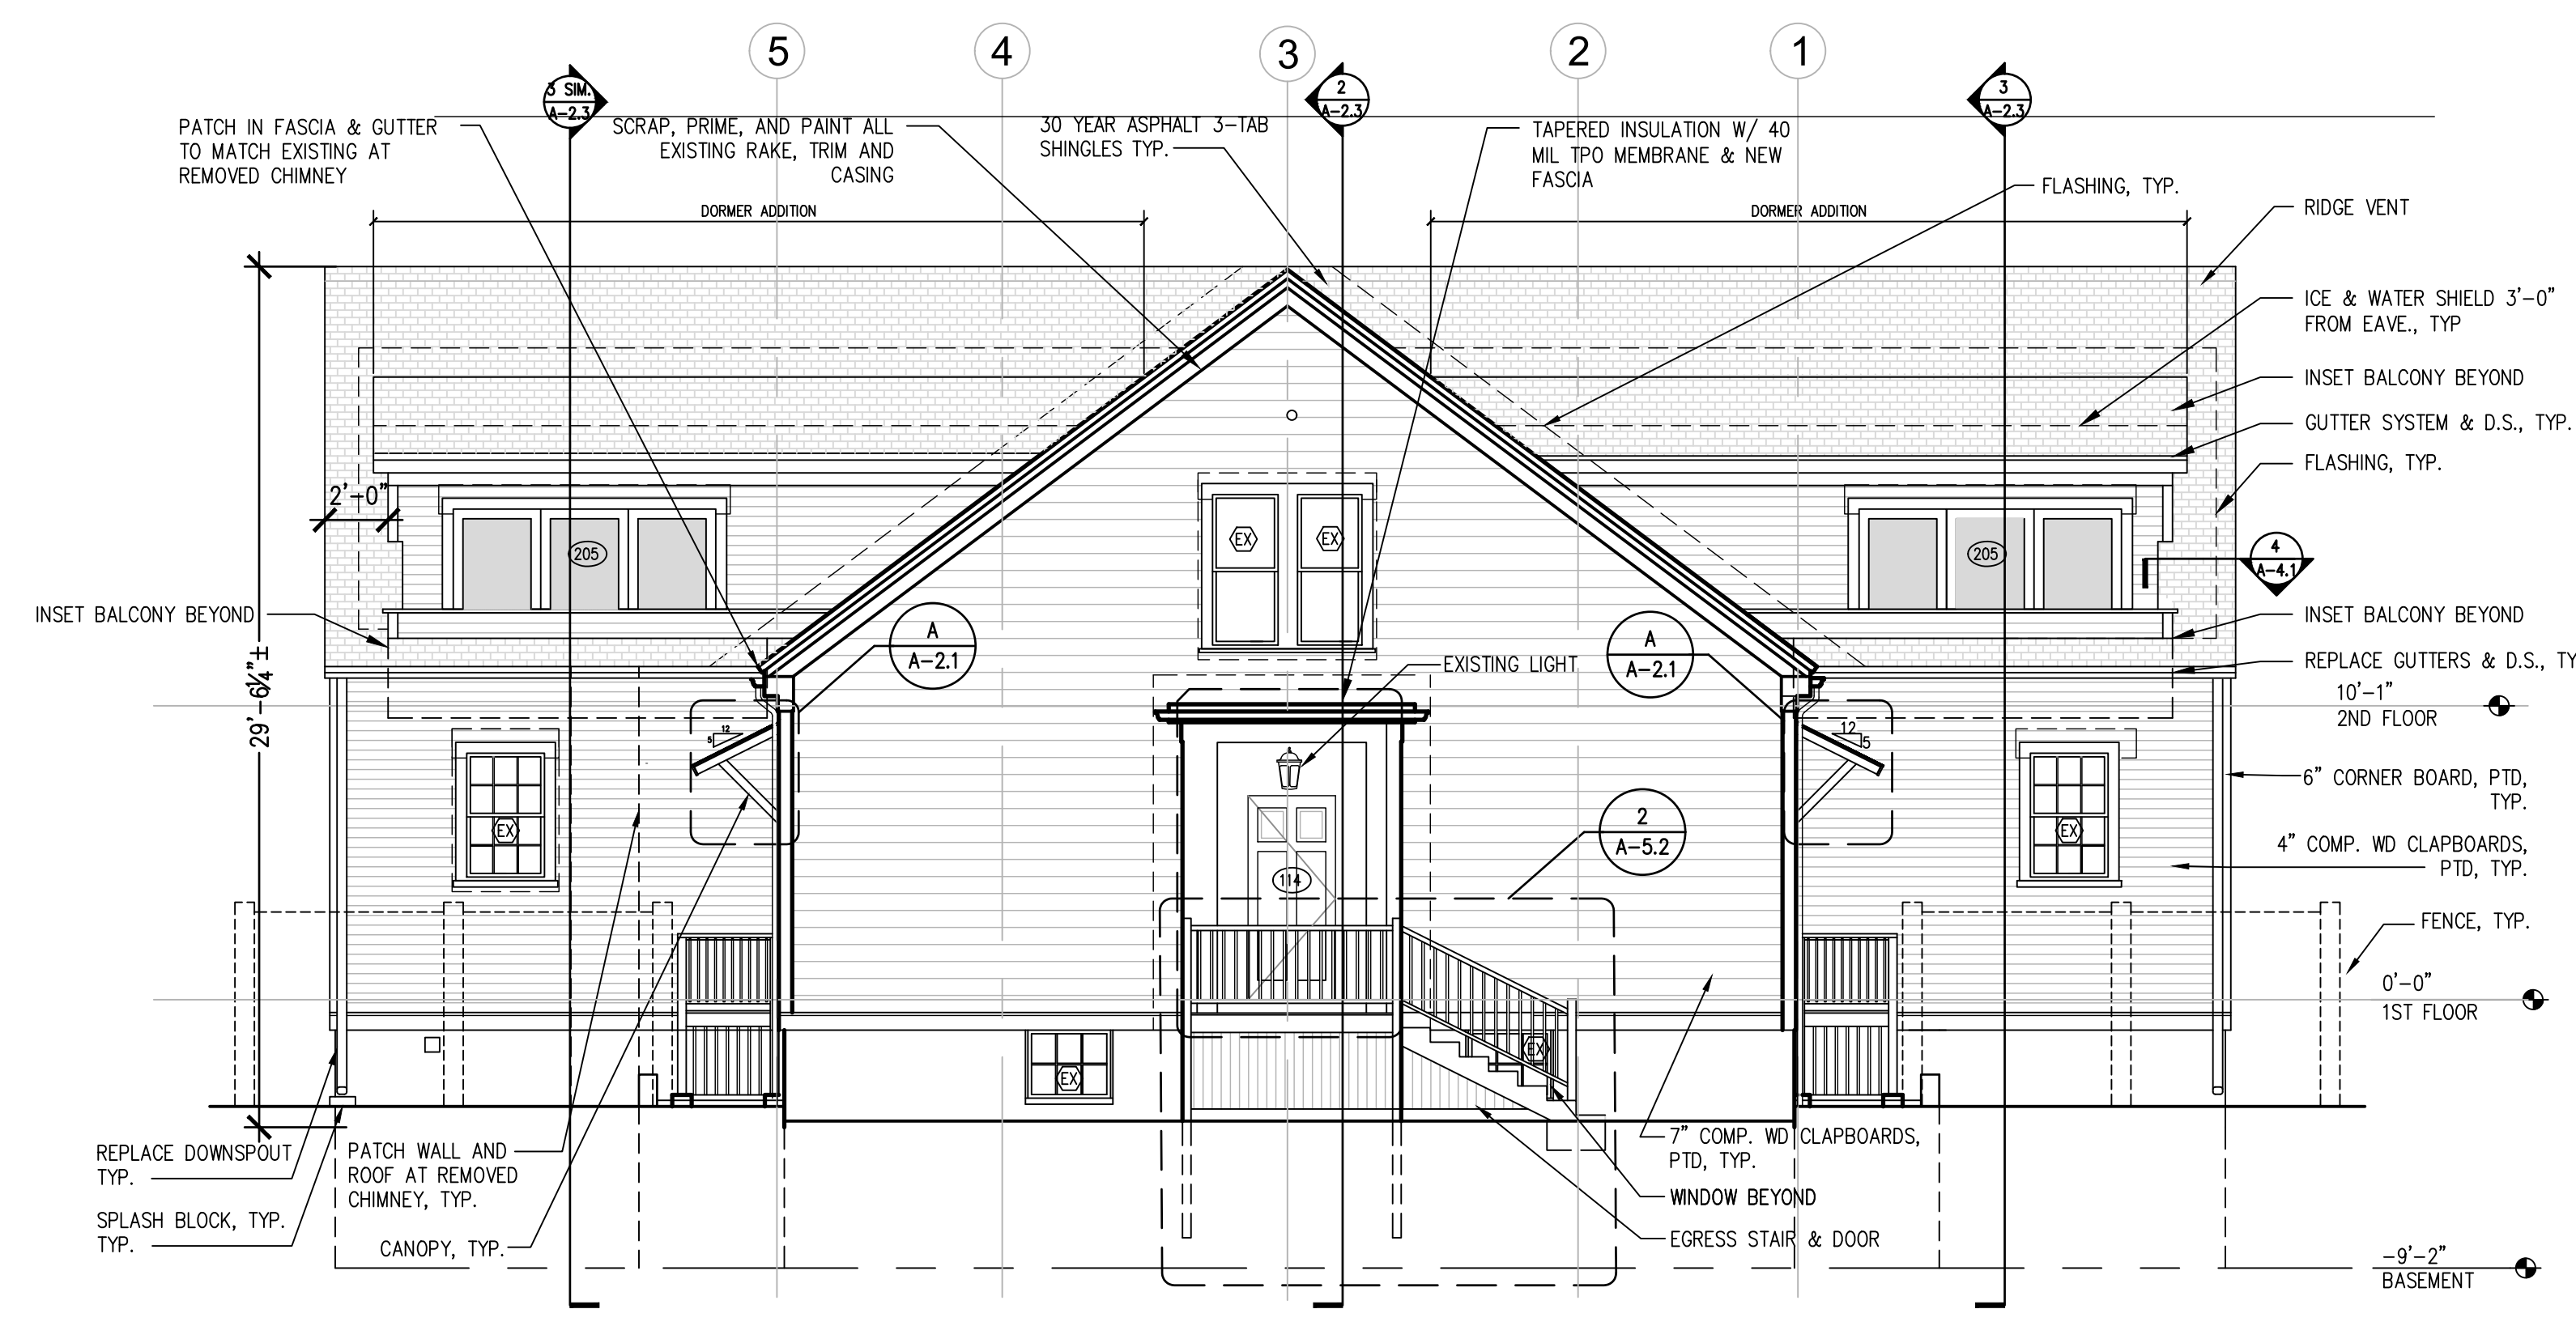 5
4
3
2
1
3 SIM.
A-2.3
2
A-2.3
3
A-2.3
PATCH IN FASCIA & GUTTER
TO MATCH EXISTING AT
REMOVED CHIMNEY
SCRAP, PRIME, AND PAINT ALL
EXISTING RAKE, TRIM AND
CASING
30 YEAR ASPHALT 3-TAB
SHINGLES TYP.
TAPERED INSULATION W/ 40
MIL TPO MEMBRANE & NEW
FASCIA
FLASHING, TYP.
RIDGE VENT
DORMER ADDITION
DORMER ADDITION
ICE & WATER SHIELD 3'-0"
FROM EAVE., TYP
INSET BALCONY BEYOND
GUTTER SYSTEM & D.S., TYP.
FLASHING, TYP.
2'-0"
205
EX
EX
205
4
A-4.1
INSET BALCONY BEYOND
A
A-2.1
A
A-2.1
INSET BALCONY BEYOND
29'-6¼" ±
EXISTING LIGHT
REPLACE GUTTERS & D.S., TY
10'-1"
2ND FLOOR
12
5
12
5
6" CORNER BOARD, PTD,
TYP.
EX
2
A-5.2
EX
4" COMP. WD CLAPBOARDS,
PTD, TYP.
114
FENCE, TYP.
0'-0"
1ST FLOOR
EX
EX
REPLACE DOWNSPOUT
TYP.
PATCH WALL AND
ROOF AT REMOVED
CHIMNEY, TYP.
7" COMP. WD CLAPBOARDS,
PTD, TYP.
WINDOW BEYOND
SPLASH BLOCK, TYP.
TYP.
CANOPY, TYP.
EGRESS STAIR & DOOR
-9'-2"
BASEMENT